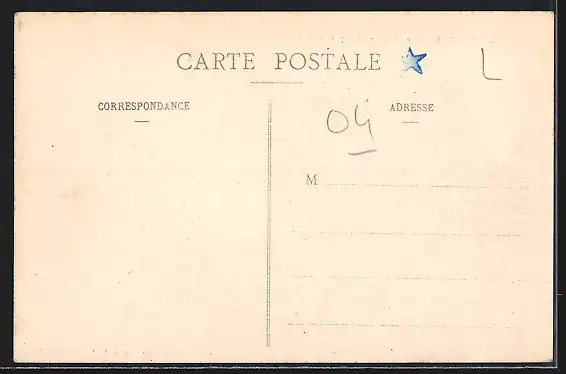 CARTE POSTALE
L
CORRESPONDANCE
ADRESSE
04
M